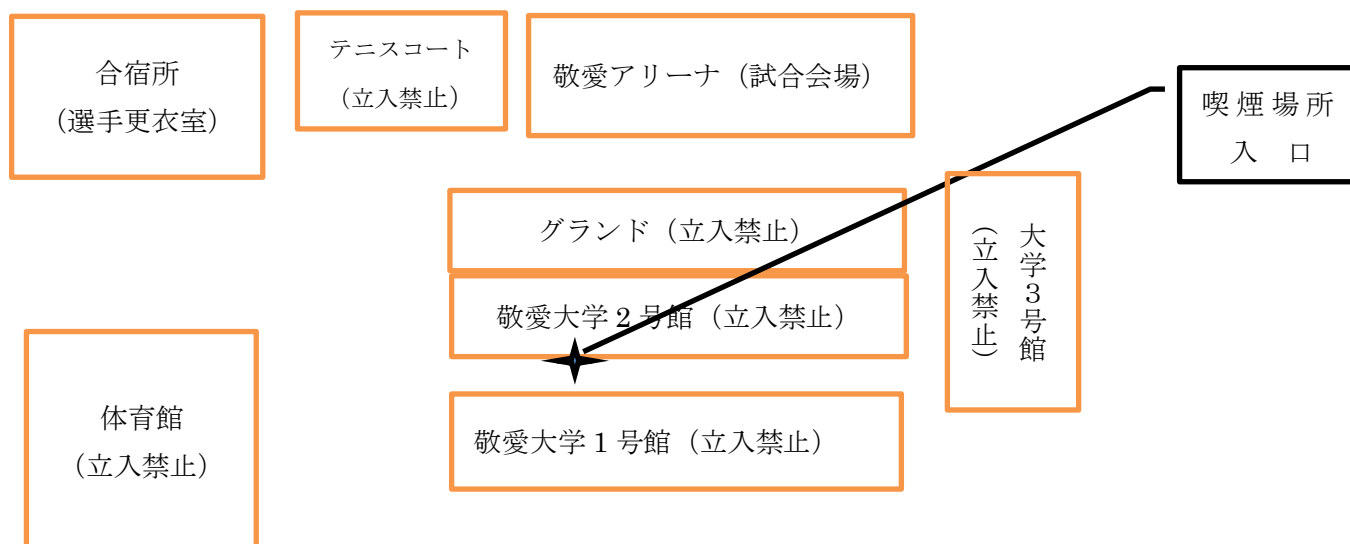 合宿所
（選手更衣室）
テニスコート
（立入禁止）
敬愛アリーナ（試合会場）
喫煙場所
入　口
グランド（立入禁止）
大学３号館
（立入禁止）
敬愛大学２号館（立入禁止）
体育館
（立入禁止）
敬愛大学１号館（立入禁止）